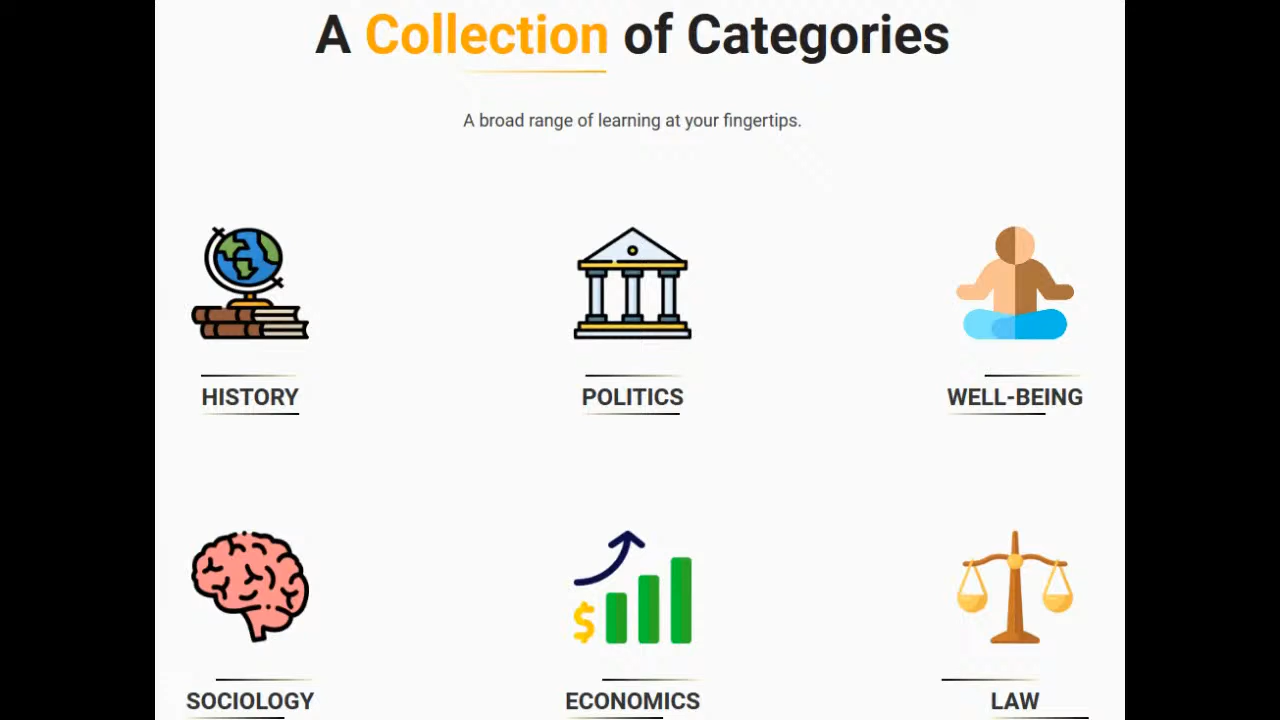 A Collection of Categories
A broad range of learning at your fingertips.
HISTORY
POLITICS
WELL-BEING
SOCIOLOGY
ECONOMICS
LAW